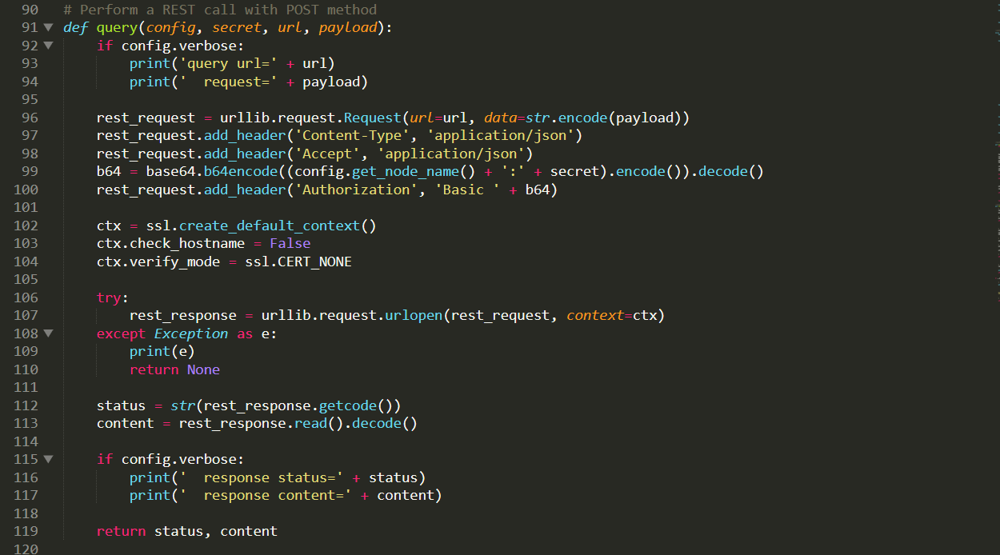 90 # Perform a REST call with POST method
91 def query(config, secret, url, payload):
92     if config.verbose:
93         print('query url=' + url)
94         print('  request=' + payload)
95
96     rest_request = urllib.request.Request(url=url, data=str.encode(payload))
97     rest_request.add_header('Content-Type', 'application/json')
98     rest_request.add_header('Accept', 'application/json')
99     b64 = base64.b64encode((config.get_node_name() + ':' + secret).encode()).decode()
100     rest_request.add_header('Authorization', 'Basic ' + b64)
101
102     ctx = ssl.create_default_context()
103     ctx.check_hostname = False
104     ctx.verify_mode = ssl.CERT_NONE
105
106     try:
107         rest_response = urllib.request.urlopen(rest_request, context=ctx)
108     except Exception as e:
109         print(e)
110         return None
111
112     status = str(rest_response.getcode())
113     content = rest_response.read().decode()
114
115     if config.verbose:
116         print('  response status=' + status)
117         print('  response content=' + content)
118
119     return status, content
120